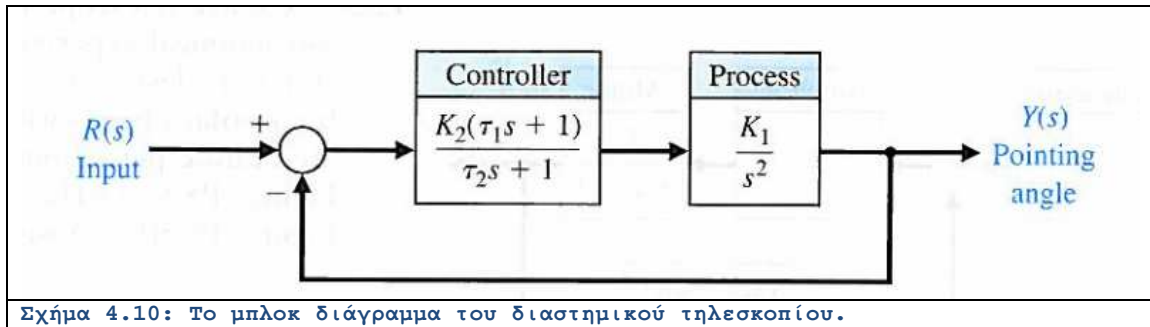 Controller
Process
R(s)
Input
+
−
K₂(τ₁s + 1)
τ₂s + 1
K₁
s²
Y(s)
Pointing
angle
Σχήμα 4.10: Το μπλοκ διάγραμμα του διαστημικού τηλεσκοπίου.